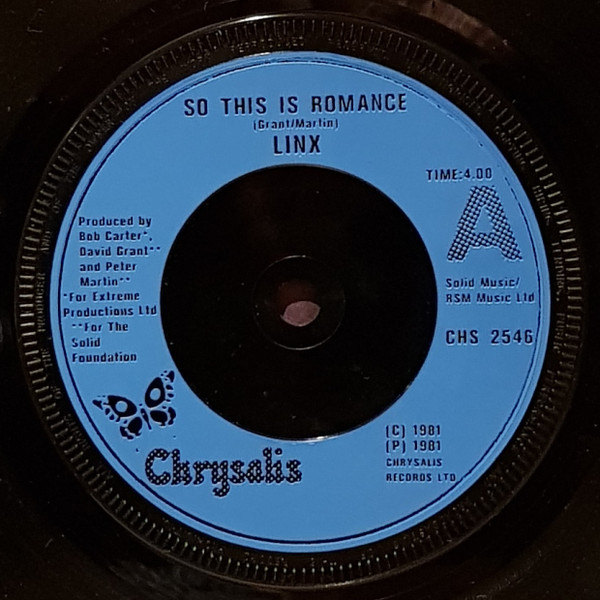 SO THIS IS ROMANCE
(Grant/Martin)
LINX
TIME:4.00
A
Produced by
Bob Carter*,
David Grant**
and Peter
Martin**
*For Extreme
Productions Ltd
**For The
Solid
Foundation
Solid Music/
RSM Music Ltd
CHS 2546
Chrysalis
(C) 1981
(P) 1981
CHRYSALIS
RECORDS LTD